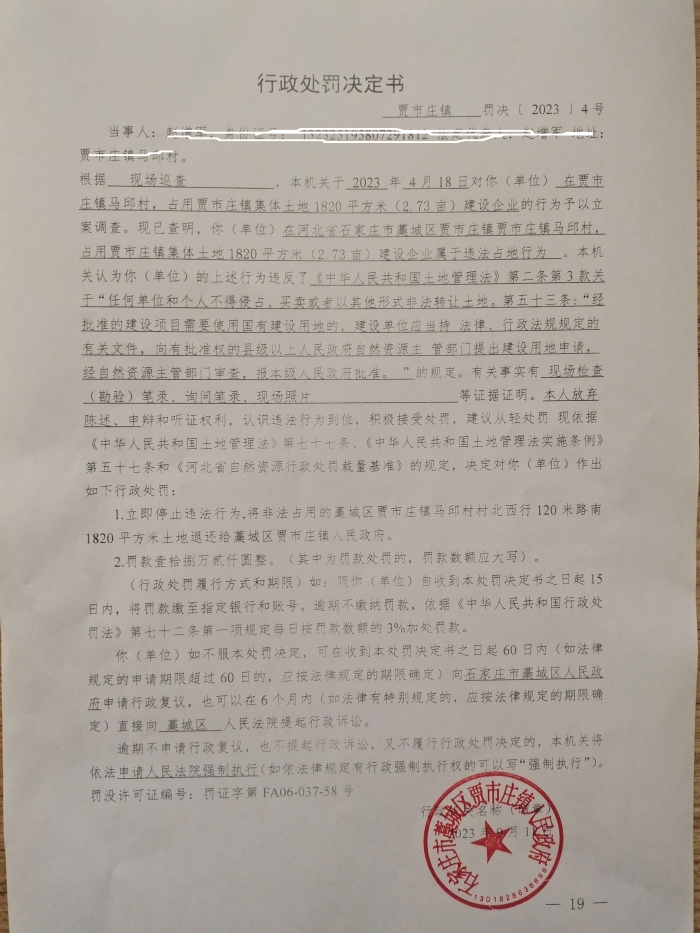 行政处罚决定书
贾市庄镇 罚决〔 2023 〕4 号
当事人： 地址：
贾市庄镇马邱村。
根据 现场巡查 ，本机关于 2023 年 4 月 18 日对你（单位）在贾市
庄镇马邱村，占用贾市庄镇集体土地 1820 平方米（2.73 亩）建设企业的行为予以立
案调查。现已查明，你（单位）在河北省石家庄市藁城区贾市庄镇贾市庄镇马邱村，
占用贾市庄镇集体土地 1820 平方米（2.73 亩）建设企业属于违法占地行为 。本机
关认为你（单位）的上述行为违反了《中华人民共和国土地管理法》第二条第 3 款关
于“任何单位和个人不得侵占、买卖或者以其他形式非法转让土地。第五十三条：“经
批准的建设项目需要使用国有建设用地的，建设单位应当持 法律、行政法规规定的
有关文件，向有批准权的县级以上人民政府自然资源主 管部门提出建设用地申请，
经自然资源主管部门审查，报本级人民政府批准。 ” 的规定。有关事实有 现场检查
（勘验）笔录、询问笔录、现场照片 等证据证明。本人放弃
陈述、申辩和听证权利，认识违法行为到位，积极接受处罚，建议从轻处罚 现依据
《中华人民共和国土地管理法》第七十七条、《中华人民共和国土地管理法实施条例》
第五十七条和《河北省自然资源行政处罚裁量基准》的规定，决定对你（单位）作出
如下行政处罚：
1.立即停止违法行为,将非法占用的藁城区贾市庄镇马邱村村北西行 120 米路南
1820 平方米土地退还给藁城区贾市庄镇人民政府。
2.罚款壹拾捌万贰仟圆整。（其中为罚款处罚的，罚款数额应大写）。
（行政处罚履行方式和期限）如：限你（单位）自收到本处罚决定书之日起 15
日内，将罚款缴至指定银行和账号。逾期不缴纳罚款，依据《中华人民共和国行政处
罚法》第七十二条第一项规定每日按罚款数额的 3%加处罚款。
你（单位）如不服本处罚决定，可在收到本处罚决定书之日起 60 日内（如法律
规定的申请期限超过 60 日的，应按法律规定的期限确定）向石家庄市藁城区人民政
府申请行政复议，也可以在 6 个月内（如法律有特别规定的，应按法律规定的期限确
定）直接向 藁城区 人民法院提起行政诉讼。
逾期不申请行政复议，也不提起行政诉讼，又不履行行政处罚决定的，本机关将
依法申请人民法院强制执行（如依法律规定有行政强制执行权的可以写“强制执行”）。
罚没许可证编号：罚证字第 FA06-037-58 号
石家庄市藁城区贾市庄镇人民政府
— 19 —